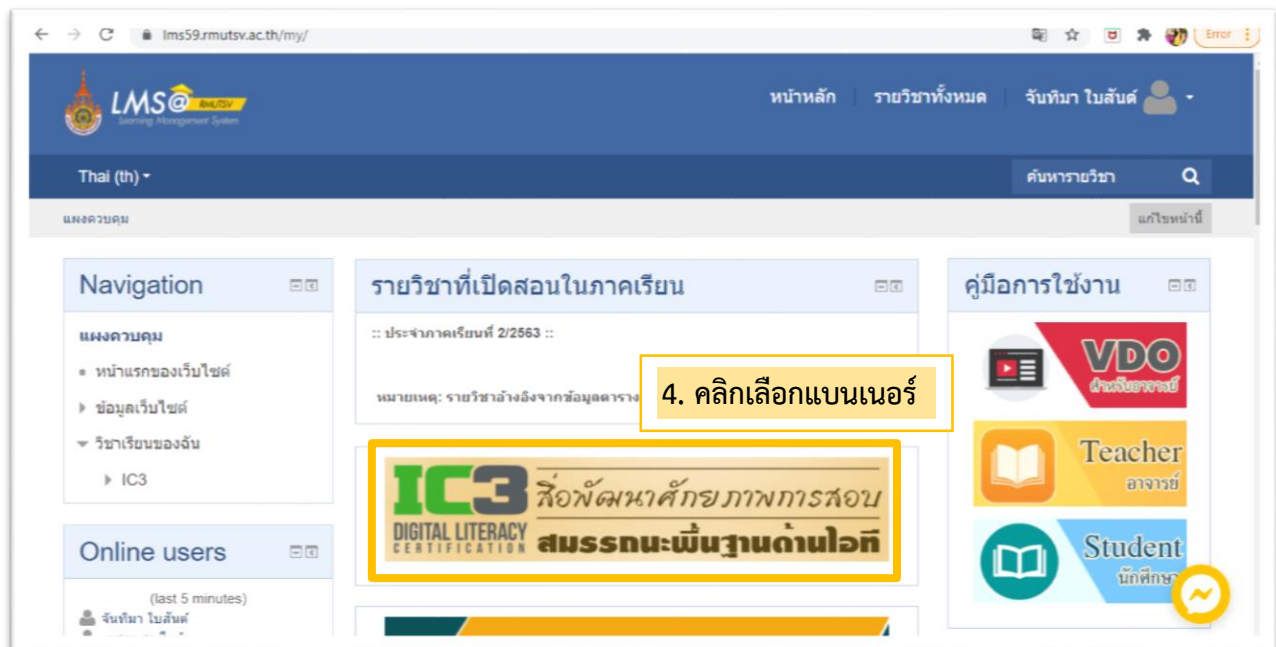 lms59.rmutsv.ac.th/my/
Error
LMS@ RMUTSV
Learning Management System
หน้าหลัก
รายวิชาทั้งหมด
จันทิมา ใบสันต์
Thai (th)
ค้นหารายวิชา
แผงควบคุม
แก้ไขหน้านี้
Navigation
แผงควบคุม
หน้าแรกของเว็บไซต์
ข้อมูลเว็บไซต์
วิชาเรียนของฉัน
IC3
Online users
(last 5 minutes)
จันทิมา ใบสันต์
รายวิชาที่เปิดสอนในภาคเรียน
:: ประจำภาคเรียนที่ 2/2563 ::
หมายเหตุ: รายวิชาอ้างอิงจากข้อมูลตาราง
4. คลิกเลือกแบนเนอร์
IC3
DIGITAL LITERACY
CERTIFICATION
สื่อพัฒนาศักยภาพการสอบ
สมรรถนะพื้นฐานด้านไอที
คู่มือการใช้งาน
VDO
สำหรับอาจารย์
Teacher
อาจารย์
Student
นักศึกษา